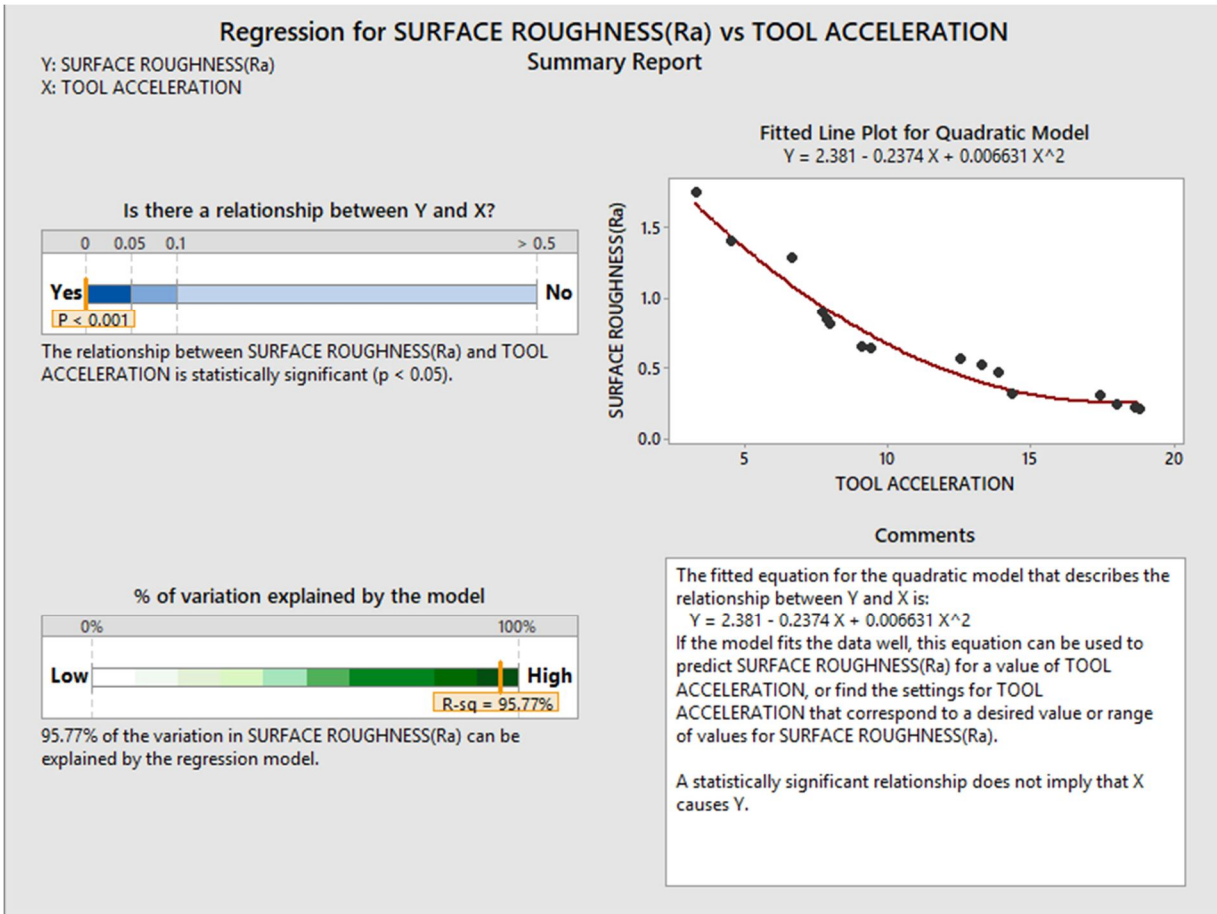 Regression for SURFACE ROUGHNESS(Ra) vs TOOL ACCELERATION
Summary Report
Y: SURFACE ROUGHNESS(Ra)
X: TOOL ACCELERATION
Is there a relationship between Y and X?
0 0.05 0.1 > 0.5
Yes No
P < 0.001
The relationship between SURFACE ROUGHNESS(Ra) and TOOL
ACCELERATION is statistically significant (p < 0.05).
Fitted Line Plot for Quadratic Model
Y = 2.381 - 0.2374 X + 0.006631 X^2
SURFACE ROUGHNESS(Ra)
1.5
1.0
0.5
0.0
5 10 15 20
TOOL ACCELERATION
% of variation explained by the model
0% 100%
Low High
R-sq = 95.77%
95.77% of the variation in SURFACE ROUGHNESS(Ra) can be
explained by the regression model.
Comments
The fitted equation for the quadratic model that describes the
relationship between Y and X is:
Y = 2.381 - 0.2374 X + 0.006631 X^2
If the model fits the data well, this equation can be used to
predict SURFACE ROUGHNESS(Ra) for a value of TOOL
ACCELERATION, or find the settings for TOOL
ACCELERATION that correspond to a desired value or range
of values for SURFACE ROUGHNESS(Ra).
A statistically significant relationship does not imply that X
causes Y.